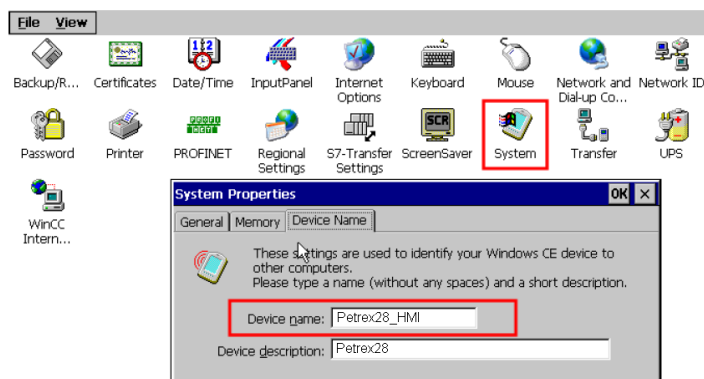 File View
Backup/R... Certificates Date/Time InputPanel Internet Options Keyboard Mouse Network and Dial-up Co... Network ID
Password Printer PROFINET Regional Settings S7-Transfer Settings ScreenSaver System Transfer UPS
WinCC Intern...
System Properties OK ×
General Memory Device Name
These settings are used to identify your Windows CE device to
other computers.
Please type a name (without any spaces) and a short description.
Device name: Petrex28_HMI
Device description: Petrex28